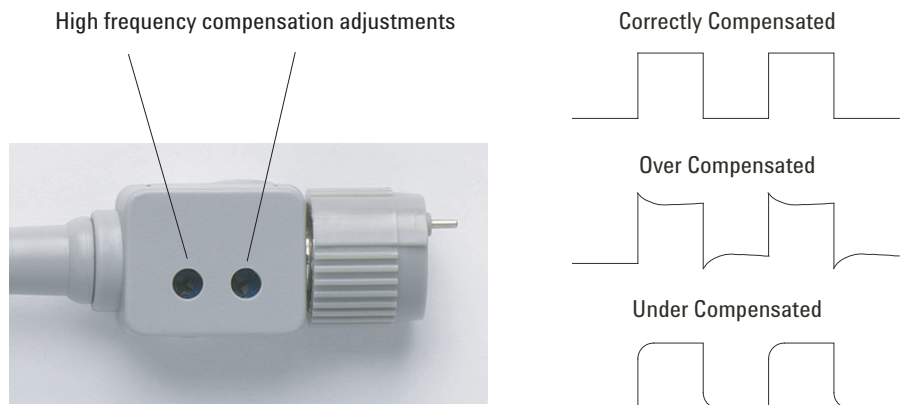 High frequency compensation adjustments
Correctly Compensated
Over Compensated
Under Compensated